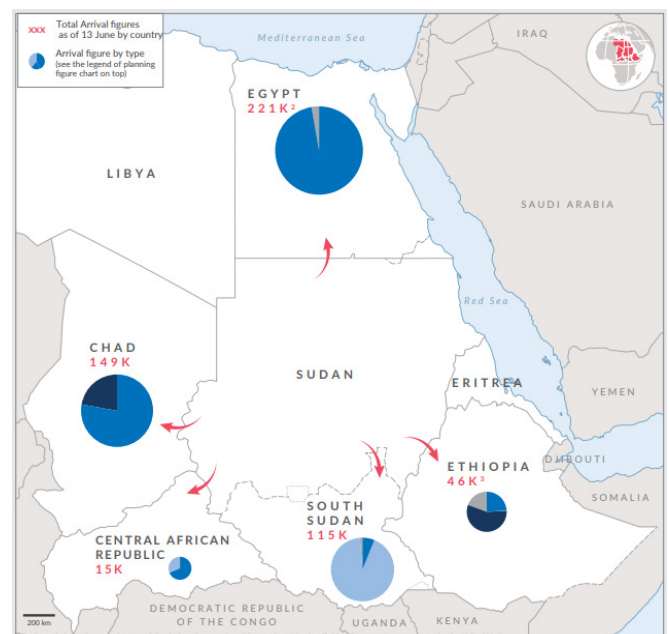 xxx Total Arrival figures
as of 13 June by country
Arrival figure by type
(see the legend of planning
figure chart on top)
Mediterranean Sea
IRAQ
EGYPT
221K²
LIBYA
SAUDI ARABIA
Red Sea
CHAD
149K
SUDAN
ERITREA
YEMEN
DJIBOUTI
ETHIOPIA
46K³
SOMALIA
SOUTH
SUDAN
115K
CENTRAL AFRICAN
REPUBLIC
15K
DEMOCRATIC REPUBLIC
OF THE CONGO
UGANDA
KENYA
200 km